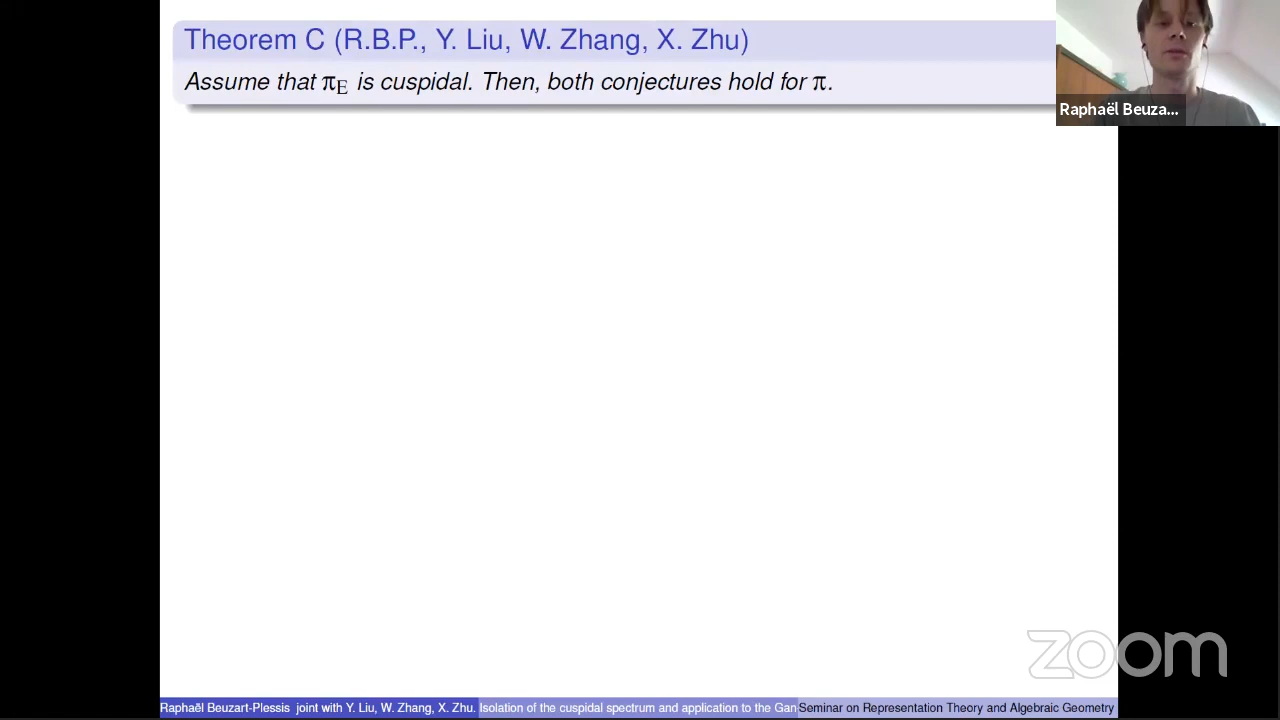 Theorem C (R.B.P., Y. Liu, W. Zhang, X. Zhu)
Assume that π_E is cuspidal. Then, both conjectures hold for π.
Raphaël Beuza...
zoom
Raphaël Beuzart-Plessis joint with Y. Liu, W. Zhang, X. Zhu. Isolation of the cuspidal spectrum and application to the Gan Seminar on Representation Theory and Algebraic Geometry